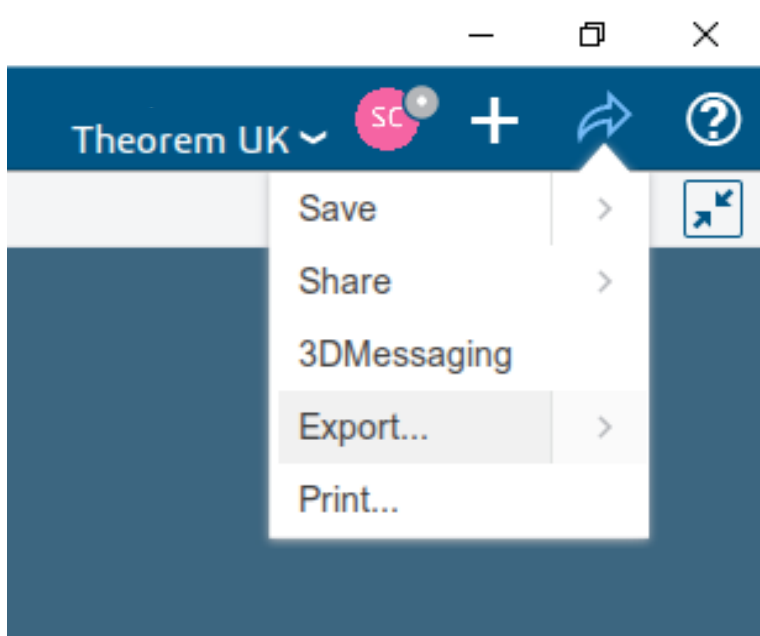 Theorem UK
SC
Save
Share
3DMessaging
Export...
Print...